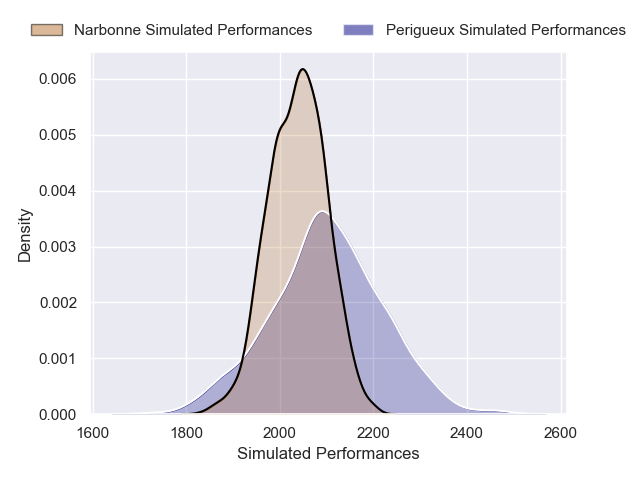 Narbonne Simulated Performances Perigueux Simulated Performances
0.006
0.005
0.004
0.003
0.002
0.001
0.000
Density
1600 1800 2000 2200 2400 2600
Simulated Performances